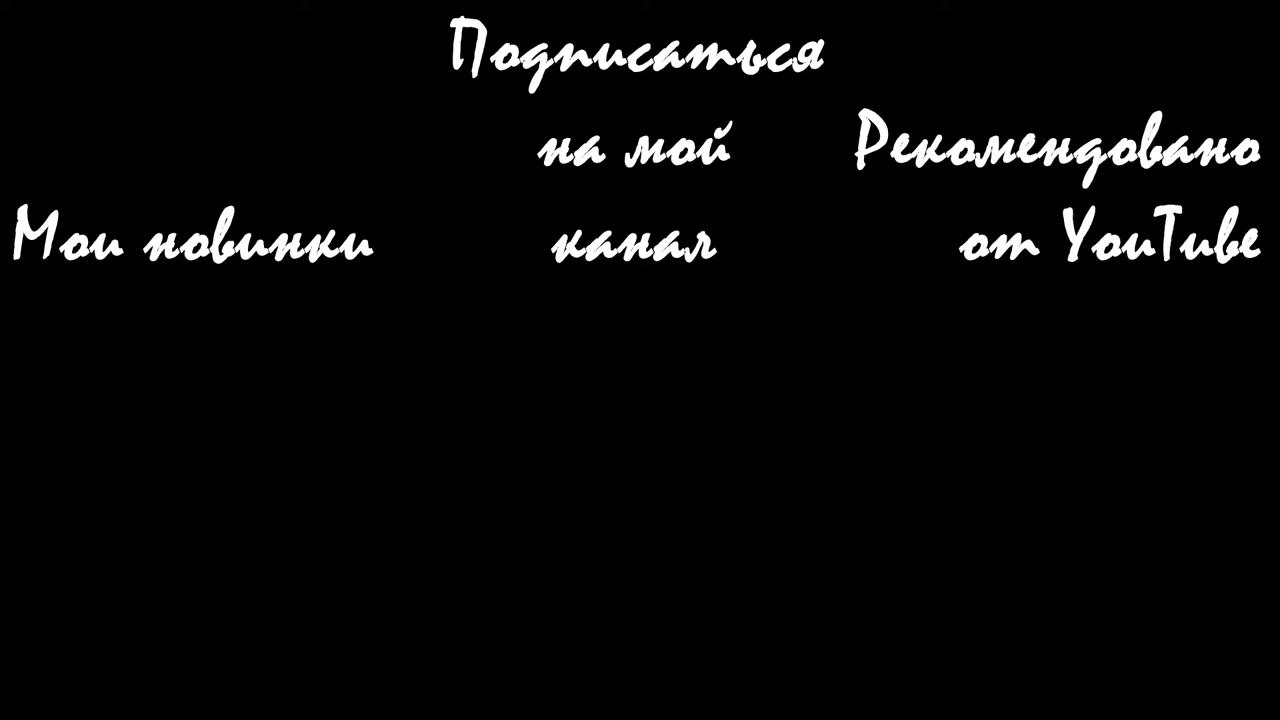 Подписаться
на мой
канал
Мои новинки
Рекомендовано
от YouTube